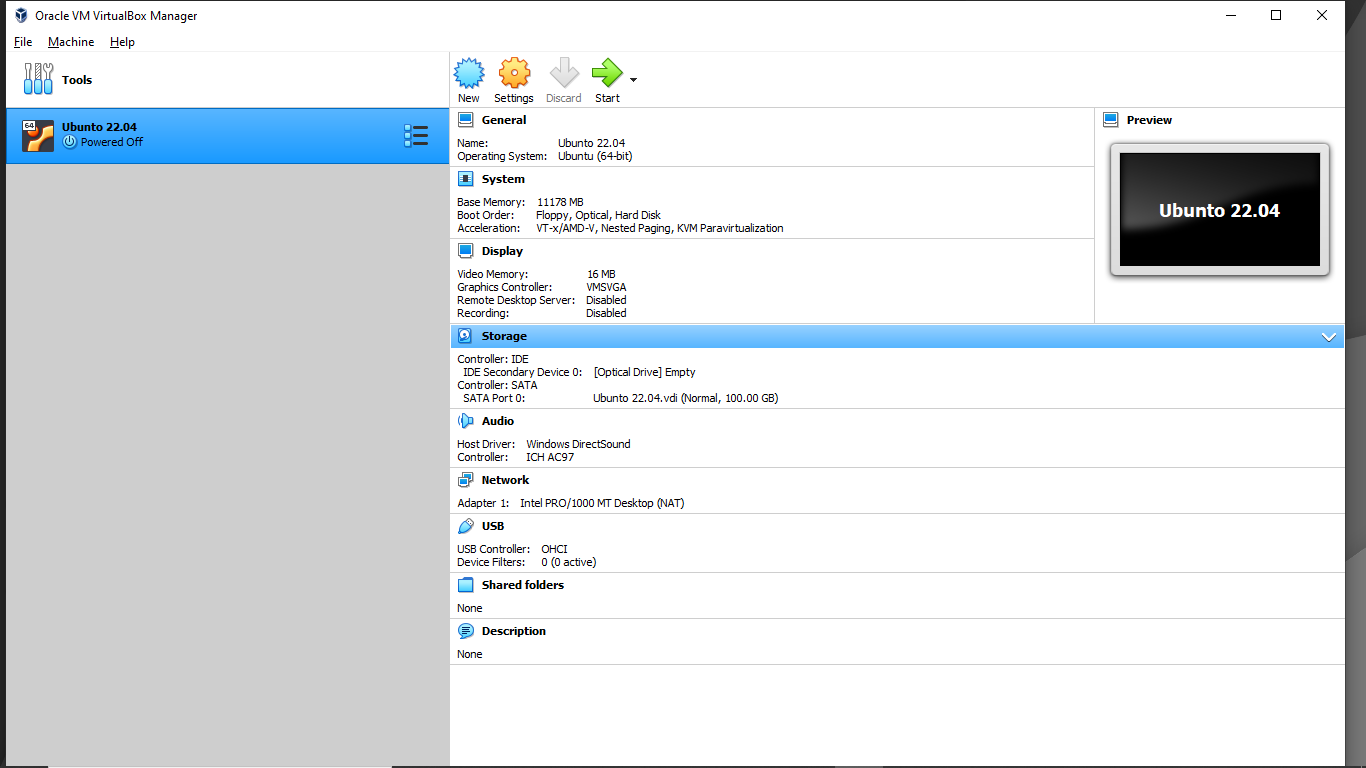 Oracle VM VirtualBox Manager
File Machine Help
Tools
New Settings Discard Start
64
Ubunto 22.04
Powered Off
General
Name: Ubunto 22.04
Operating System: Ubuntu (64-bit)
System
Base Memory: 11178 MB
Boot Order: Floppy, Optical, Hard Disk
Acceleration: VT-x/AMD-V, Nested Paging, KVM Paravirtualization
Display
Video Memory: 16 MB
Graphics Controller: VMSVGA
Remote Desktop Server: Disabled
Recording: Disabled
Preview
Ubunto 22.04
Storage
Controller: IDE
IDE Secondary Device 0: [Optical Drive] Empty
Controller: SATA
SATA Port 0: Ubunto 22.04.vdi (Normal, 100.00 GB)
Audio
Host Driver: Windows DirectSound
Controller: ICH AC97
Network
Adapter 1: Intel PRO/1000 MT Desktop (NAT)
USB
USB Controller: OHCI
Device Filters: 0 (0 active)
Shared folders
None
Description
None